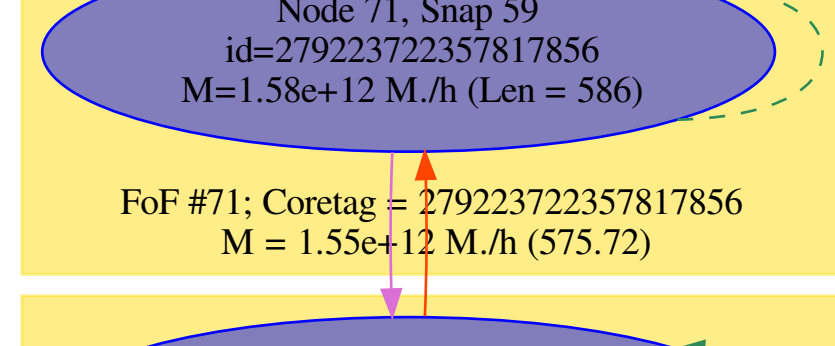 Node 71, Snap 59
id=279223722357817856
M=1.58e+12 M./h (Len = 586)
FoF #71; Coretag = 279223722357817856
M = 1.55e+12 M./h (575.72)